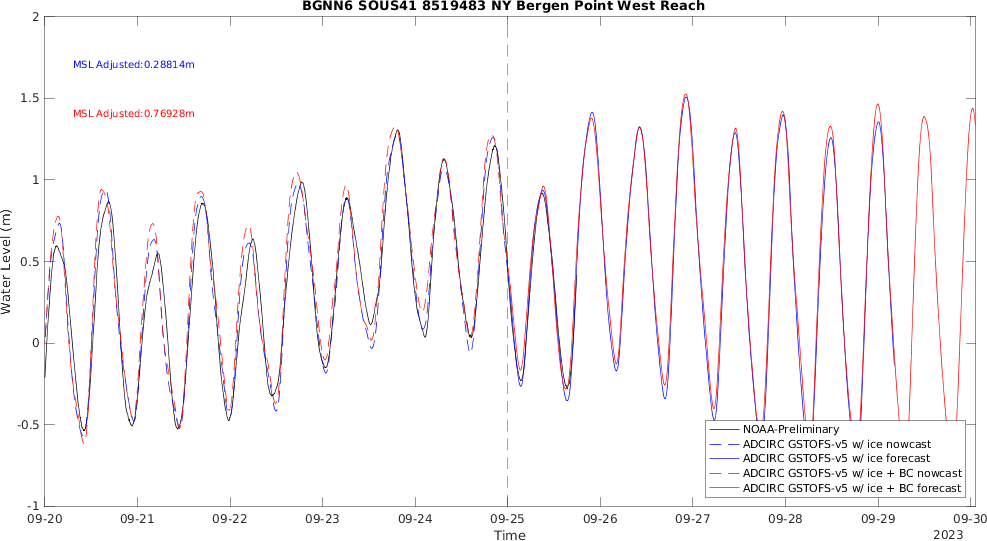 BGNN6 SOUS41 8519483 NY Bergen Point West Reach
2
MSL Adjusted:0.28814m
1.5
MSL Adjusted:0.76928m
1
0.5
0
-0.5
-1
Water Level (m)
NOAA-Preliminary
ADCIRC GSTOFS-v5 w/ ice nowcast
ADCIRC GSTOFS-v5 w/ ice forecast
ADCIRC GSTOFS-v5 w/ ice + BC nowcast
ADCIRC GSTOFS-v5 w/ ice + BC forecast
09-20 09-21 09-22 09-23 09-24 09-25 09-26 09-27 09-28 09-29 09-30
Time
2023